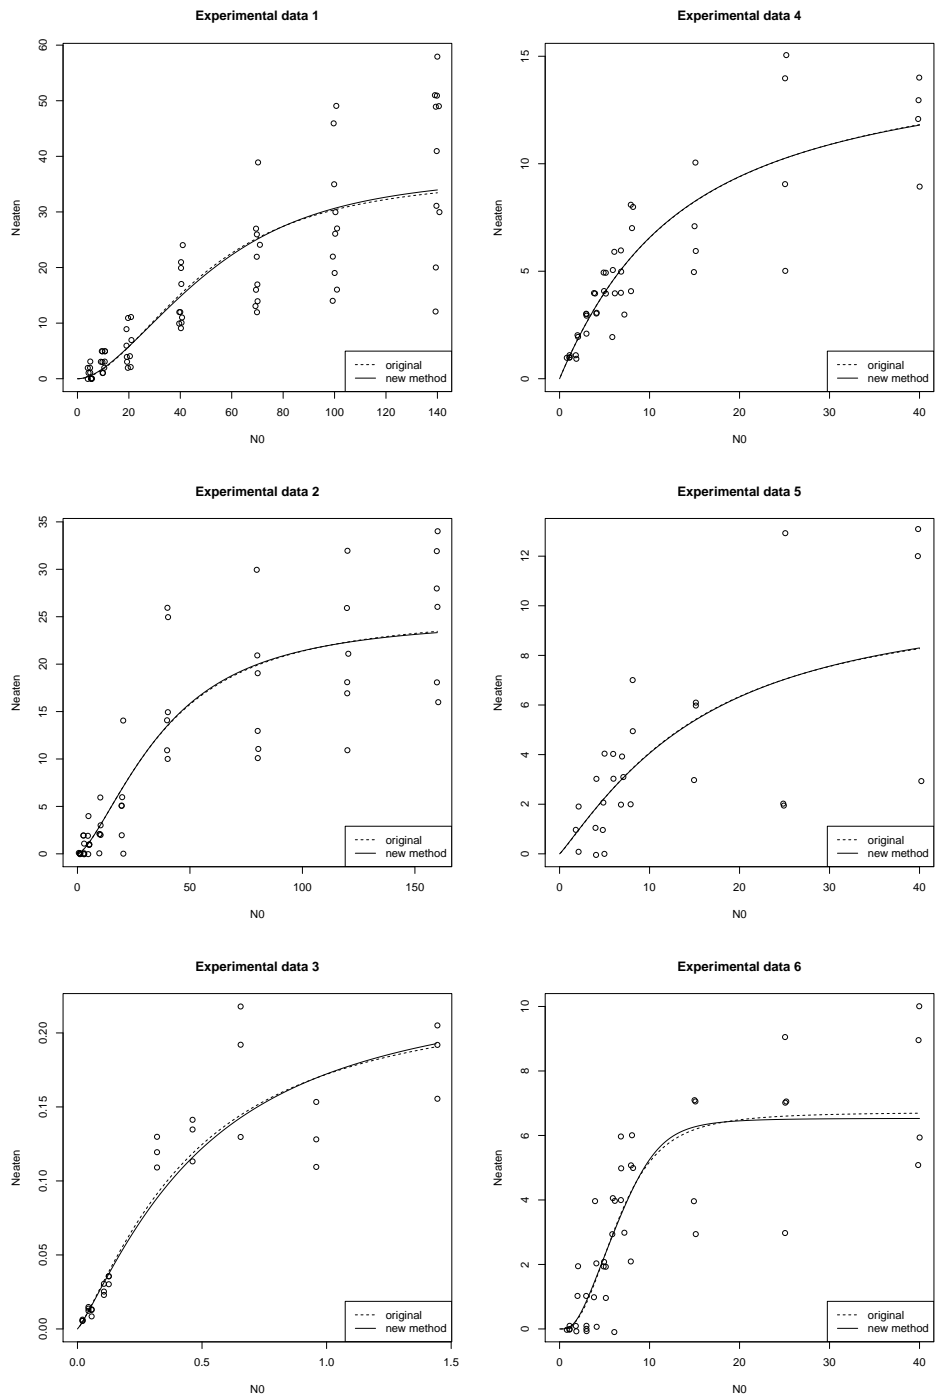 Experimental data 1
60
50
40
30
20
10
0
Neaten
0 20 40 60 80 100 120 140
N0
original
new method
Experimental data 4
15
10
5
0
Neaten
0 10 20 30 40
N0
original
new method
Experimental data 2
35
30
25
20
15
10
5
0
Neaten
0 50 100 150
N0
original
new method
Experimental data 5
12
10
8
6
4
2
0
Neaten
0 10 20 30 40
N0
original
new method
Experimental data 3
0.20
0.15
0.10
0.05
0.00
Neaten
0.0 0.5 1.0 1.5
N0
original
new method
Experimental data 6
10
8
6
4
2
0
Neaten
0 10 20 30 40
N0
original
new method